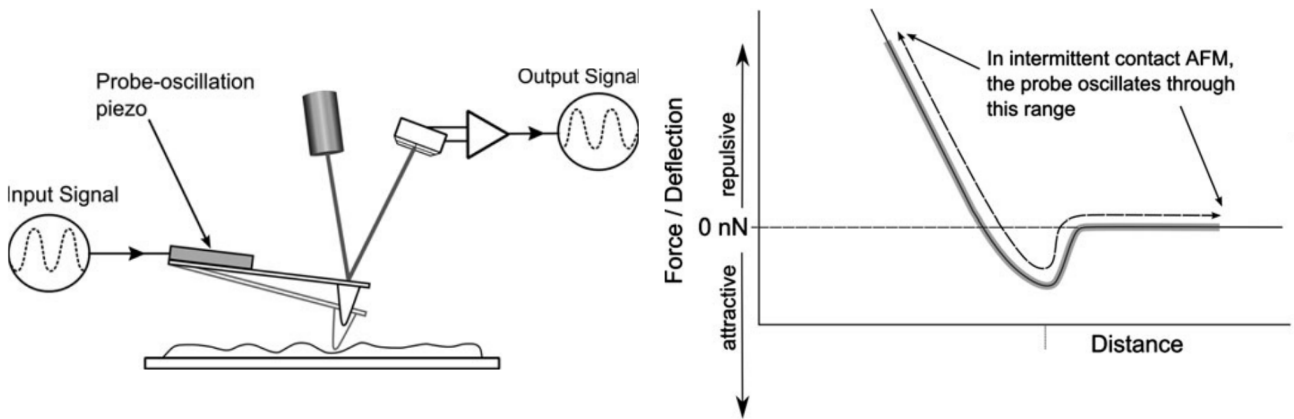 Probe-oscillation
piezo
Output Signal
Input Signal
In intermittent contact AFM,
the probe oscillates through
this range
Force / Deflection
repulsive
0 nN
attractive
Distance